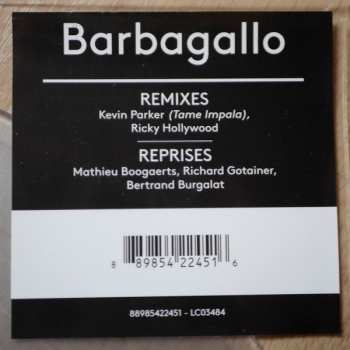 Barbagallo
REMIXES
Kevin Parker (Tame Impala),
Ricky Hollywood
REPRISES
Mathieu Boogaerts, Richard Gotainer,
Bertrand Burgalat
8 89854 22451 6
88985422451 - LC03484